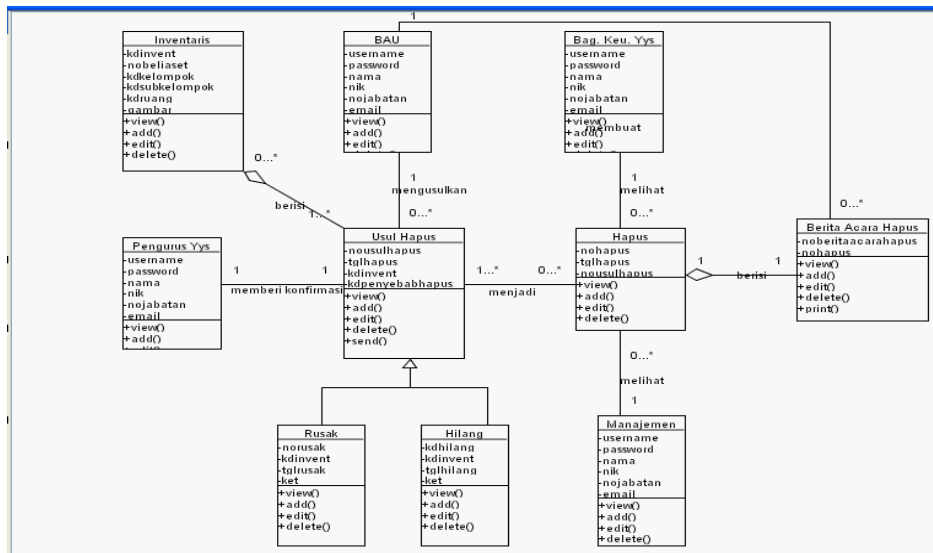 1
Inventaris
-kdinvent
-nobeliaset
-kdkelompok
-kdsubkelompok
-kdruang
-gambar
+view()
+add()
+edit()
+delete()
BAU
-username
-password
-nama
-nik
-nojabatan
-email
+view()
+add()
+edit()
Bag. Keu. Yys
-username
-password
-nama
-nik
-nojabatan
-email
+view()
+add()
+edit()
membuat
0...*
berisi
1...*
1
mengusulkan
0...*
1
melihat
0...*
0...*
Pengurus Yys
-username
-password
-nama
-nik
-nojabatan
-email
+view()
+add()
1
1
memberi konfirmasi
Usul Hapus
-nousulhapus
-tglhapus
-kdinvent
-kdpenyebabhapus
+view()
+add()
+edit()
+delete()
+send()
1...*
0...*
menjadi
Hapus
-nohapus
-tglhapus
-nousulhapus
+view()
+add()
+edit()
+delete()
1
1
berisi
Berita Acara Hapus
-noberitaacarahapus
-nohapus
+view()
+add()
+edit()
+delete()
+print()
0...*
melihat
1
Rusak
-norusak
-kdinvent
-tglrusak
-ket
+view()
+add()
+edit()
+delete()
Hilang
-kdhilang
-kdinvent
-tglhilang
-ket
+view()
+add()
+edit()
+delete()
Manajemen
-username
-password
-nama
-nik
-nojabatan
-email
+view()
+add()
+edit()
+delete()